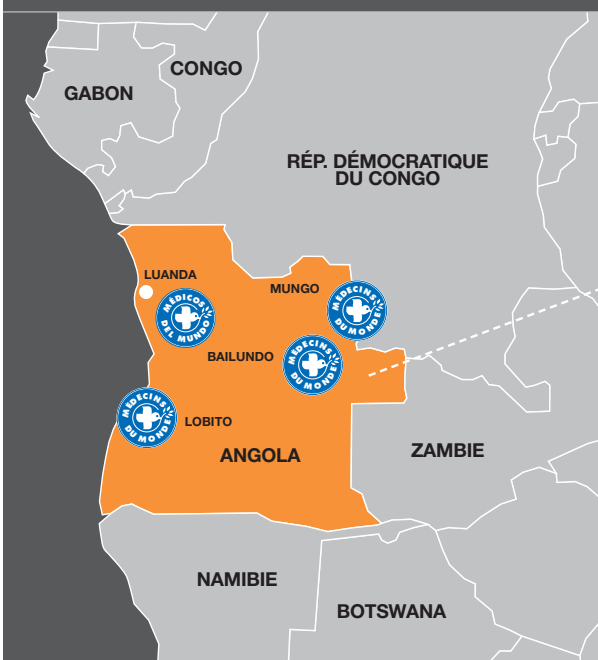 CONGO
GABON
RÉP. DÉMOCRATIQUE
DU CONGO
LUANDA
MUNGO
MÉDICOS
DEL MUNDO
MEDECINS
DU MONDE
BAILUNDO
MEDECINS
DU MONDE
MEDECINS
DU MONDE
LOBITO
ANGOLA
ZAMBIE
NAMIBIE
BOTSWANA